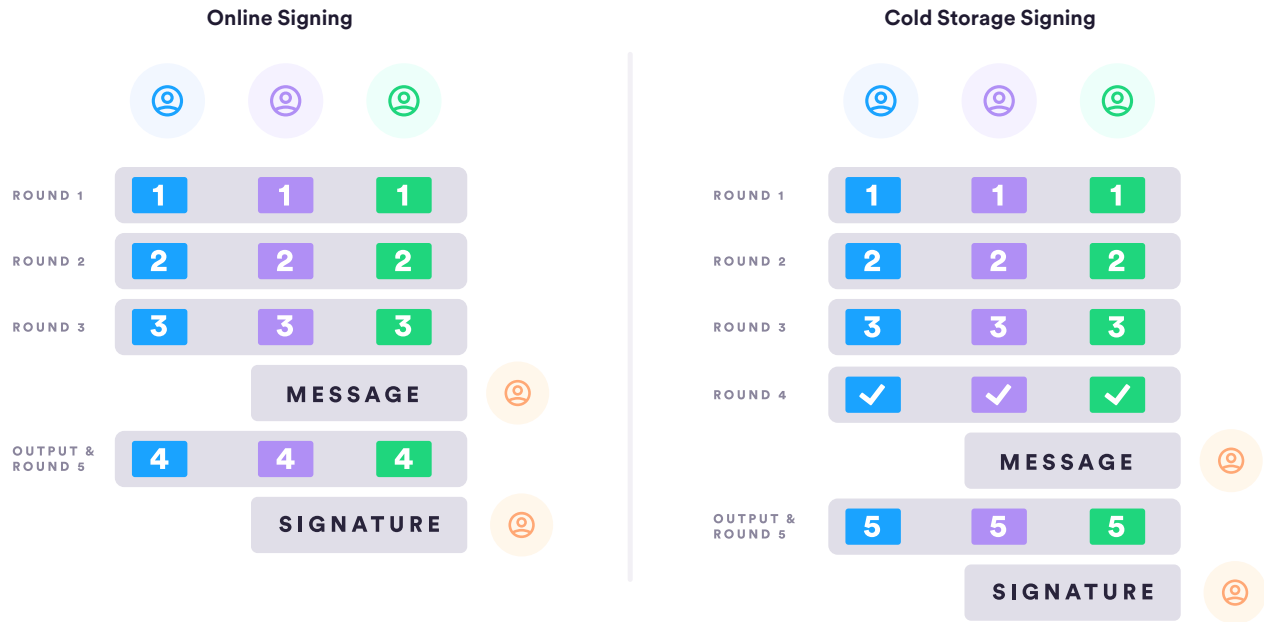 Online Signing
ROUND 1
1 1 1
ROUND 2
2 2 2
ROUND 3
3 3 3
MESSAGE
OUTPUT &
ROUND 5
4 4 4
SIGNATURE
Cold Storage Signing
ROUND 1
1 1 1
ROUND 2
2 2 2
ROUND 3
3 3 3
ROUND 4
MESSAGE
OUTPUT &
ROUND 5
5 5 5
SIGNATURE